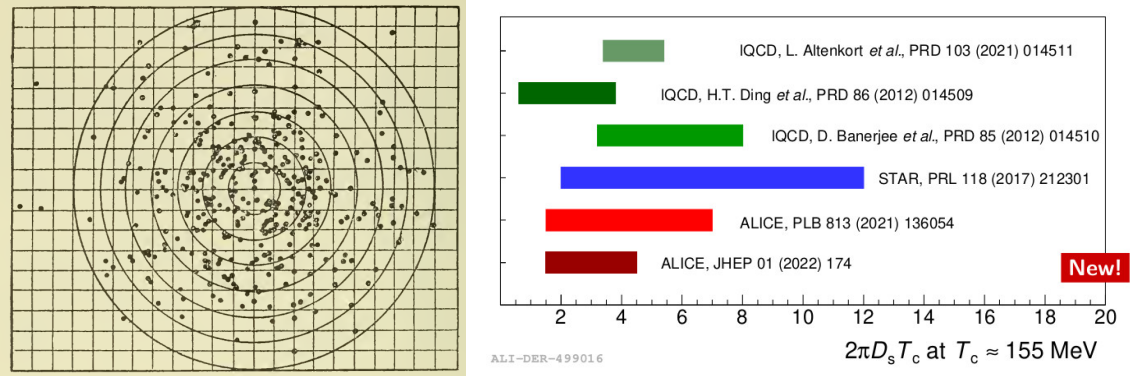 lQCD, L. Altenkort et al., PRD 103 (2021) 014511
lQCD, H.T. Ding et al., PRD 86 (2012) 014509
lQCD, D. Banerjee et al., PRD 85 (2012) 014510
STAR, PRL 118 (2017) 212301
ALICE, PLB 813 (2021) 136054
ALICE, JHEP 01 (2022) 174
New!
2 4 6 8 10 12 14 16 18 20
2πDsTc at Tc ≈ 155 MeV
ALI-DER-499016